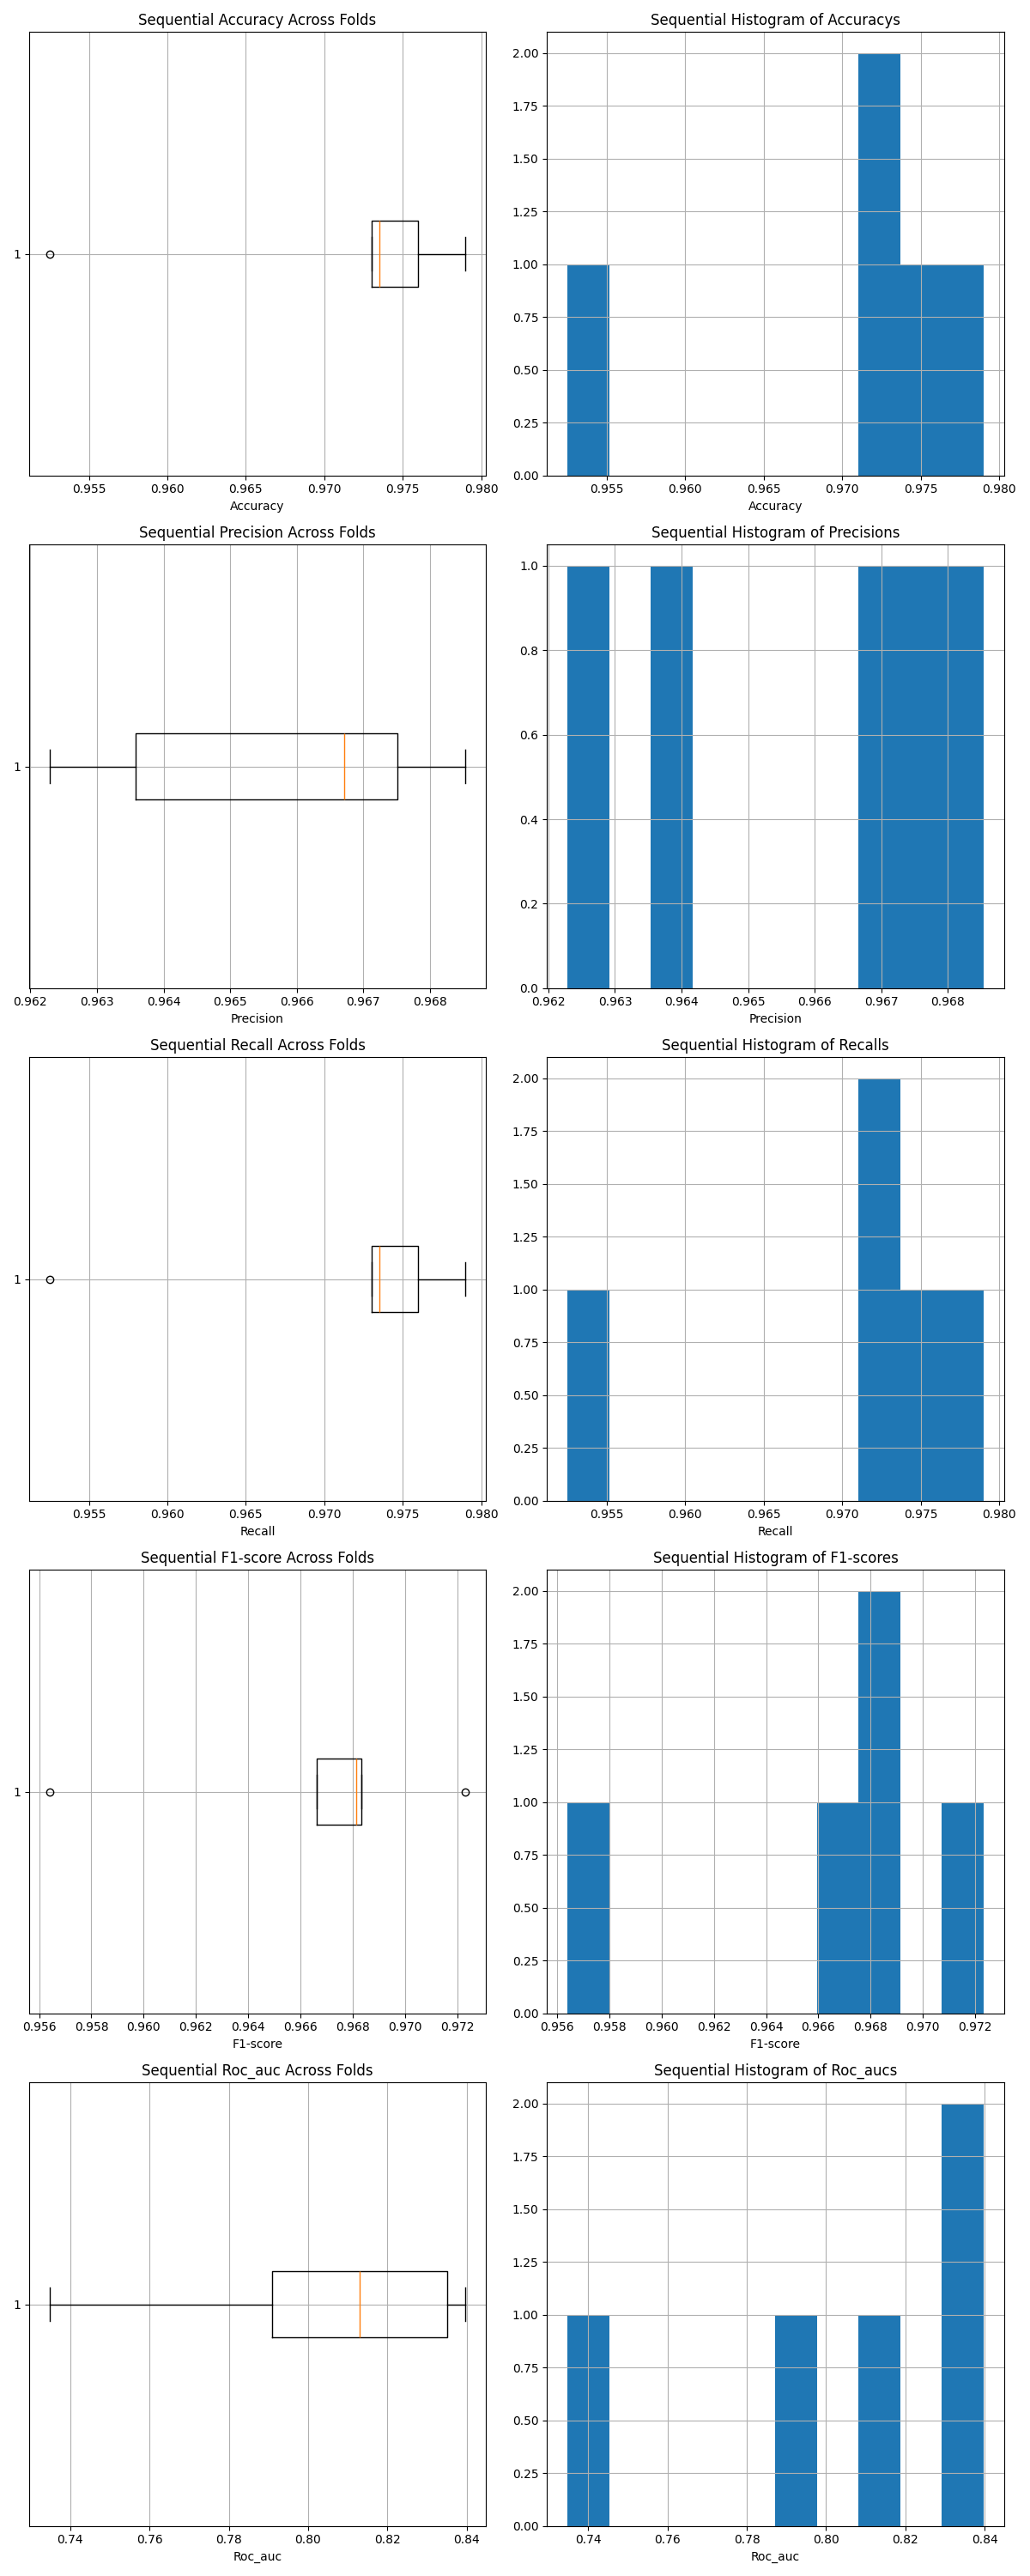 Sequential Accuracy Across Folds
1
0.955 0.960 0.965 0.970 0.975 0.980
Accuracy
Sequential Histogram of Accuracys
2.00
1.75
1.50
1.25
1.00
0.75
0.50
0.25
0.00
0.955 0.960 0.965 0.970 0.975 0.980
Accuracy
Sequential Precision Across Folds
1
0.962 0.963 0.964 0.965 0.966 0.967 0.968
Precision
Sequential Histogram of Precisions
1.0
0.8
0.6
0.4
0.2
0.0
0.962 0.963 0.964 0.965 0.966 0.967 0.968
Precision
Sequential Recall Across Folds
1
0.955 0.960 0.965 0.970 0.975 0.980
Recall
Sequential Histogram of Recalls
2.00
1.75
1.50
1.25
1.00
0.75
0.50
0.25
0.00
0.955 0.960 0.965 0.970 0.975 0.980
Recall
Sequential F1-score Across Folds
1
0.956 0.958 0.960 0.962 0.964 0.966 0.968 0.970 0.972
F1-score
Sequential Histogram of F1-scores
2.00
1.75
1.50
1.25
1.00
0.75
0.50
0.25
0.00
0.956 0.958 0.960 0.962 0.964 0.966 0.968 0.970 0.972
F1-score
Sequential Roc_auc Across Folds
1
0.74 0.76 0.78 0.80 0.82 0.84
Roc_auc
Sequential Histogram of Roc_aucs
2.00
1.75
1.50
1.25
1.00
0.75
0.50
0.25
0.00
0.74 0.76 0.78 0.80 0.82 0.84
Roc_auc